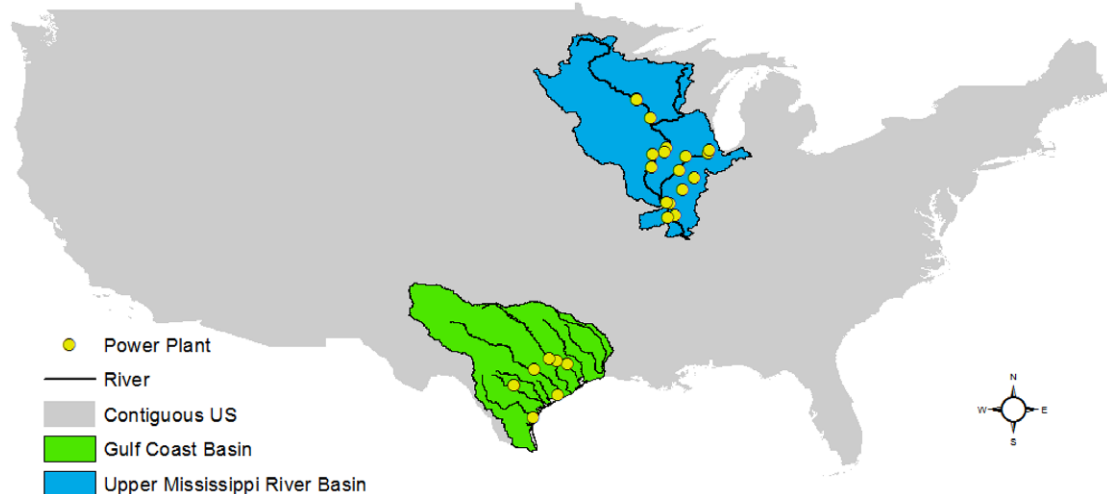 Power Plant
River
Contiguous US
Gulf Coast Basin
Upper Mississippi River Basin
N
W E
S